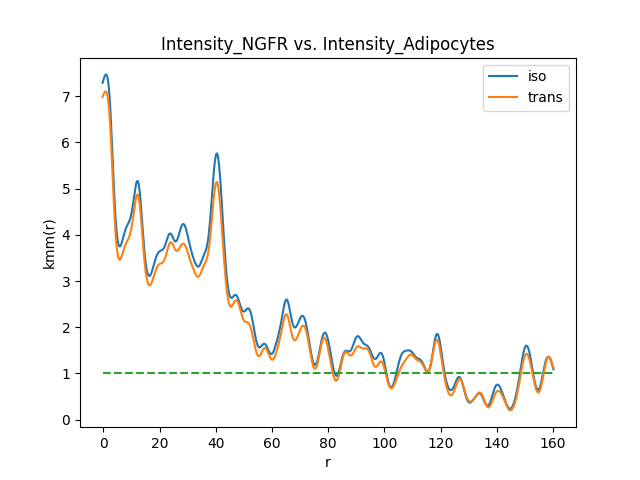 Intensity_NGFR vs. Intensity_Adipocytes
iso
trans
kmm(r)
7
6
5
4
3
2
1
0
0 20 40 60 80 100 120 140 160
r